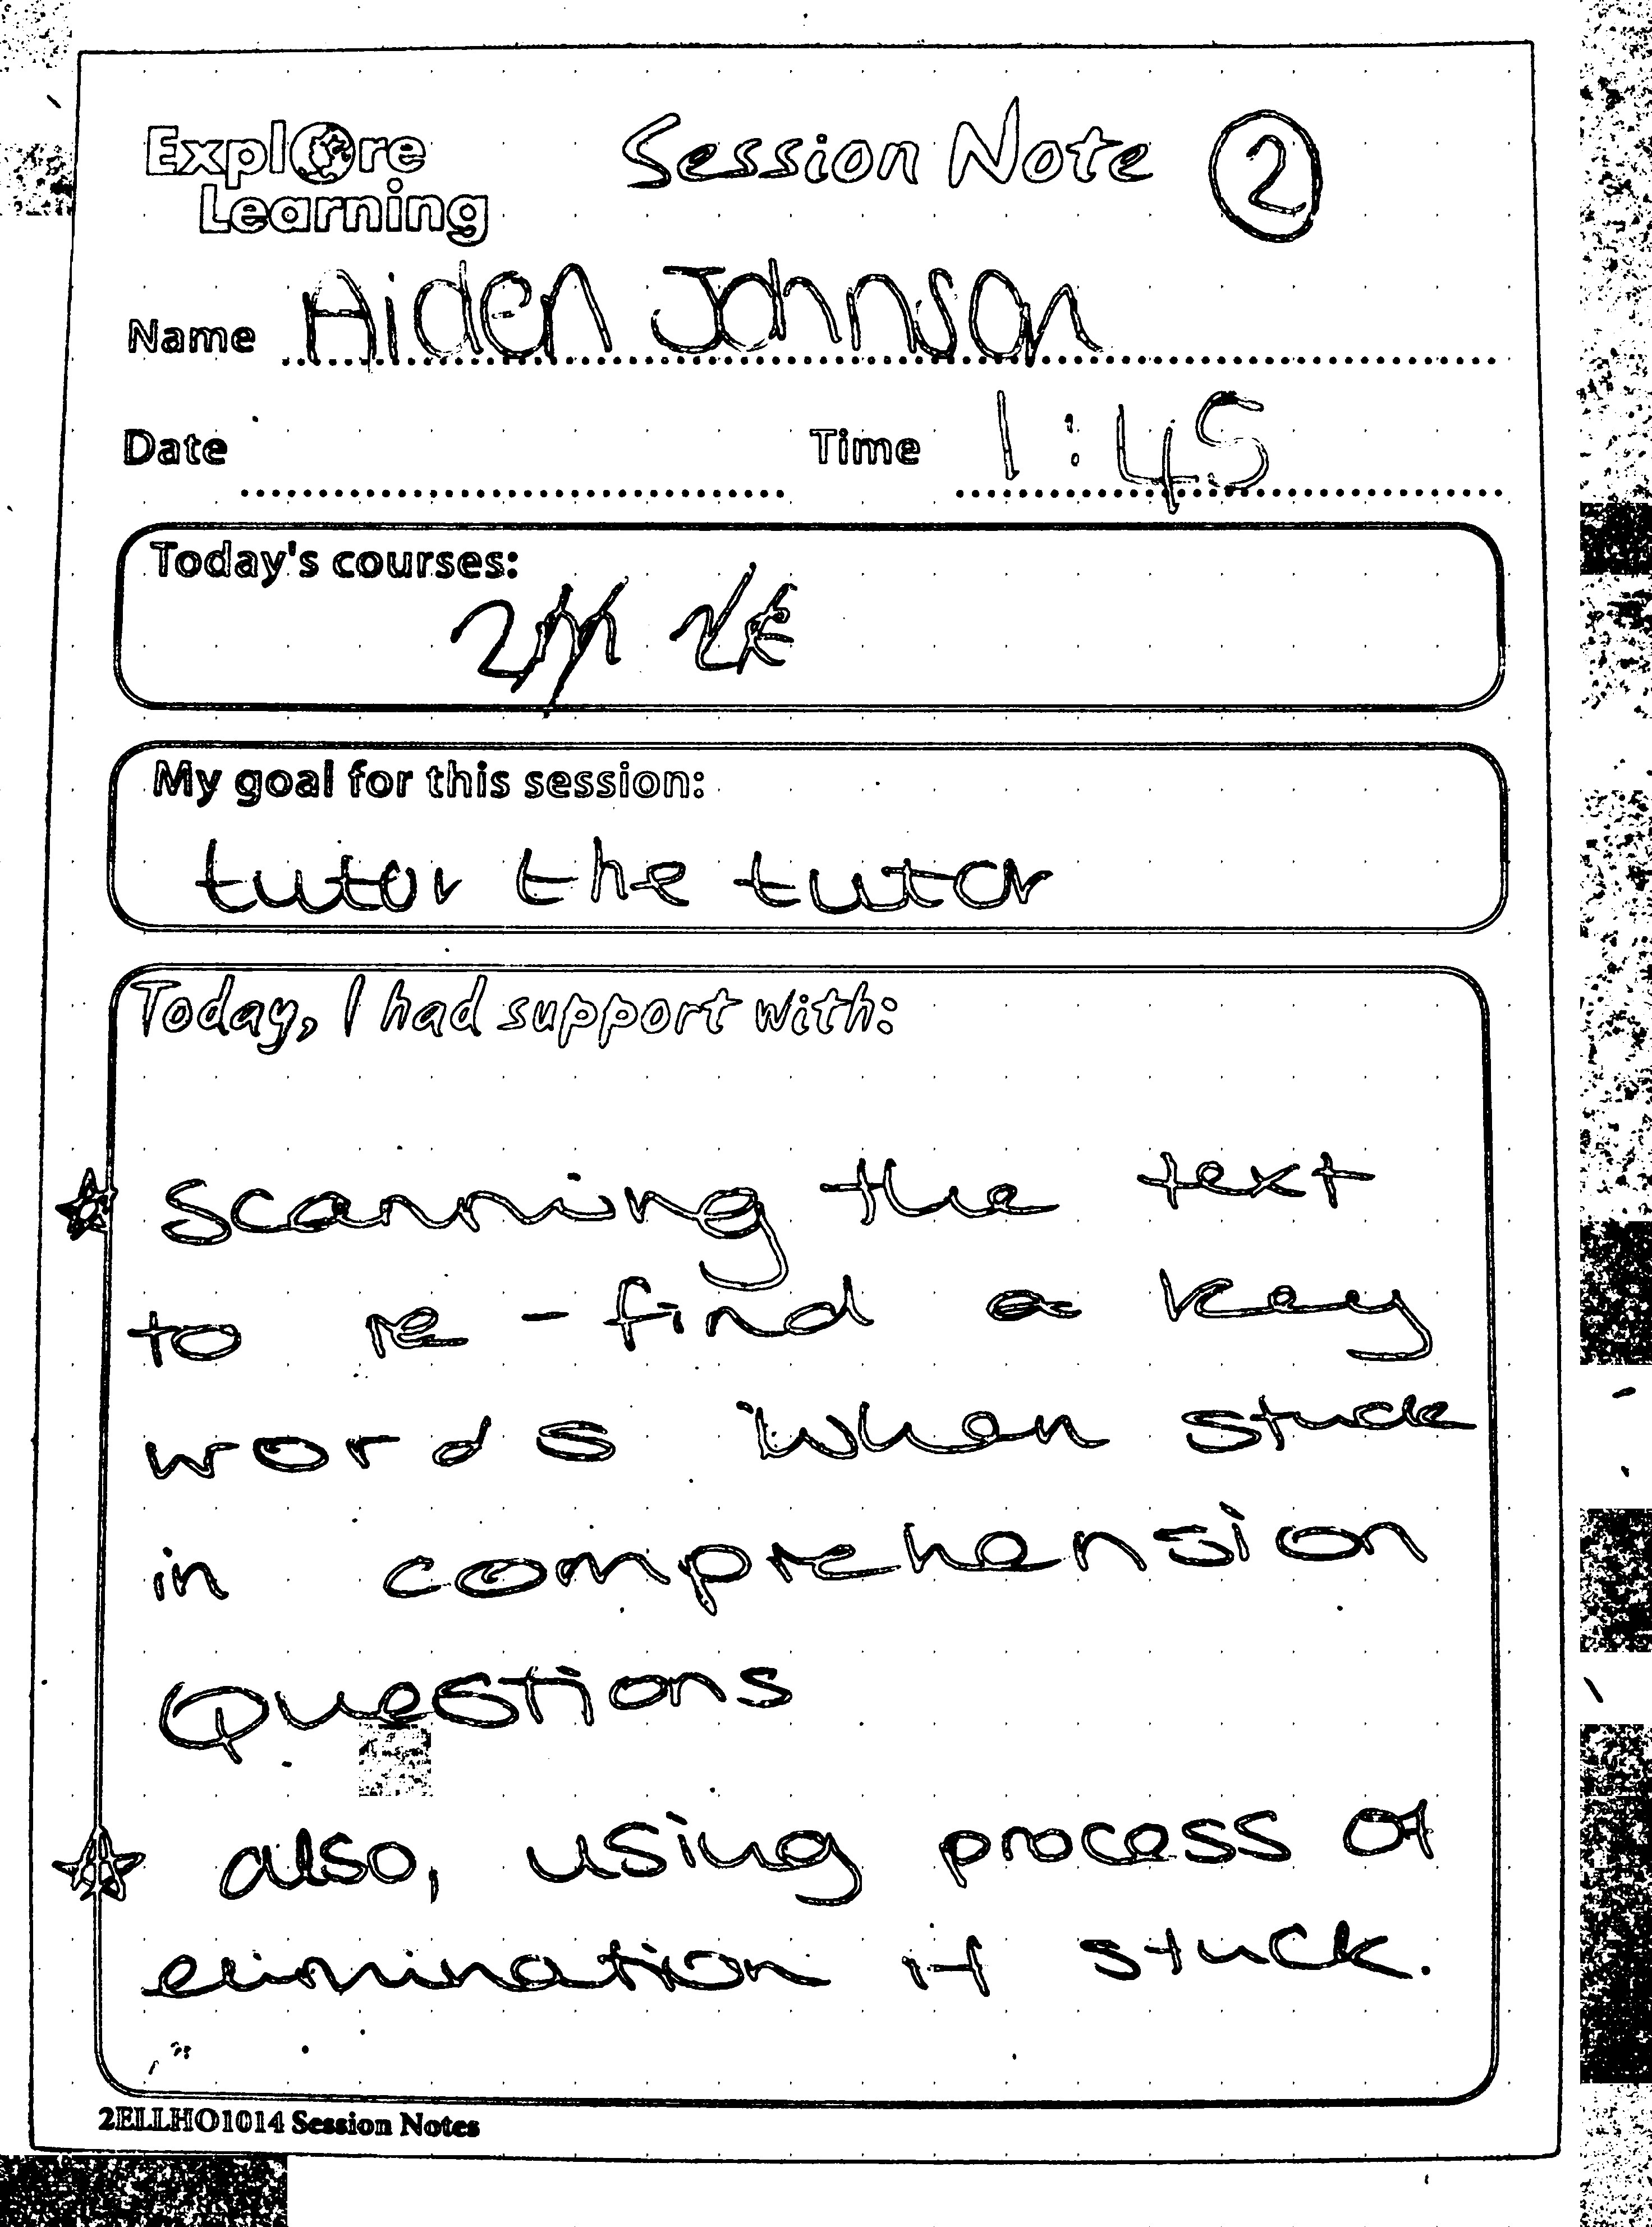 Explore
Learning
Session Note 2
Name Aiden Johnson
Date Time 1:45
Today's courses:
My goal for this session:
tutor the tutor
Today, I had support with:
scanning the text
to re-find a key
words when stuck
in comprehension
Questions
also, using process of
elimination if stuck.
2ELLHO1014 Session Notes